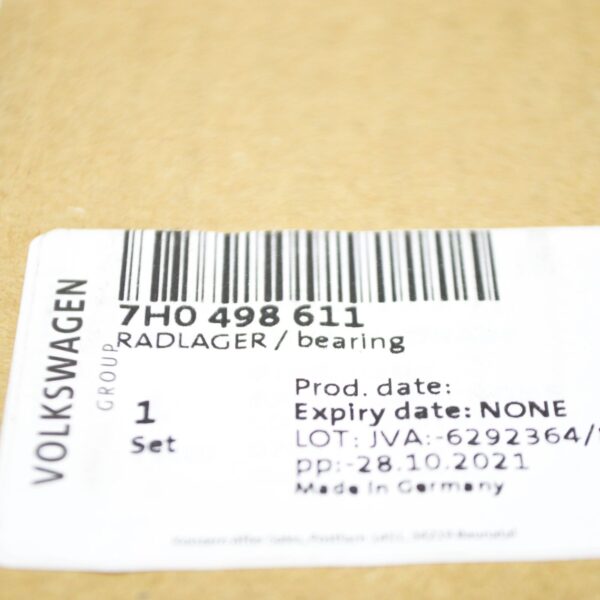 VOLKSWAGEN
GROUP
7H0 498 611
RADLAGER / bearing
1
Set
Prod. date:
Expiry date: NONE
LOT: JVA:-6292364/
pp:-28.10.2021
Made in Germany